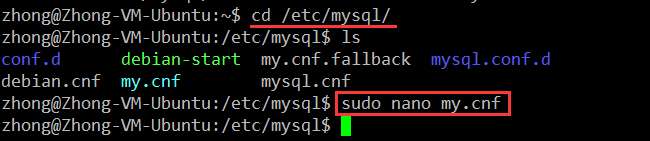 zhong@Zhong-VM-Ubuntu:~$ cd /etc/mysql/
zhong@Zhong-VM-Ubuntu:/etc/mysql$ ls
conf.d debian-start my.cnf.fallback mysql.conf.d
debian.cnf my.cnf mysql.cnf
zhong@Zhong-VM-Ubuntu:/etc/mysql$ sudo nano my.cnf
zhong@Zhong-VM-Ubuntu:/etc/mysql$